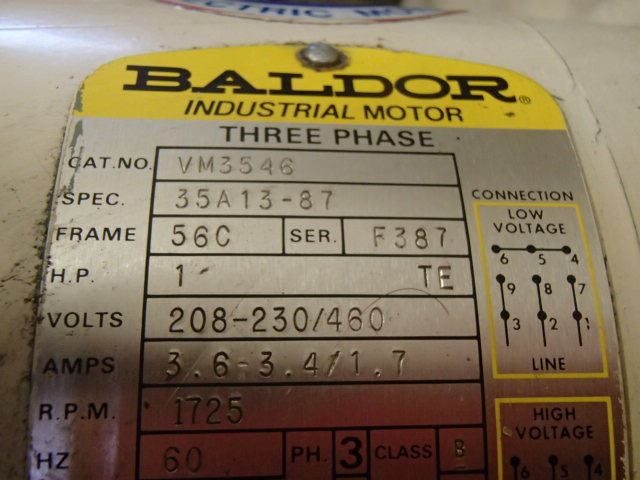 ECTRIC
BALDOR®
INDUSTRIAL MOTOR
THREE PHASE
CAT.NO. VM3546
SPEC. 35A13-87
FRAME 56C SER. F387
H.P. 1 TE
VOLTS 208-230/460
AMPS 3.6-3.4/1.7
R.P.M. 1725
HZ 60 PH. 3 CLASS B
CONNECTION
LOW
VOLTAGE
6 5 4
9 8 7
3 2 1
LINE
HIGH
VOLTAGE
6 5 4